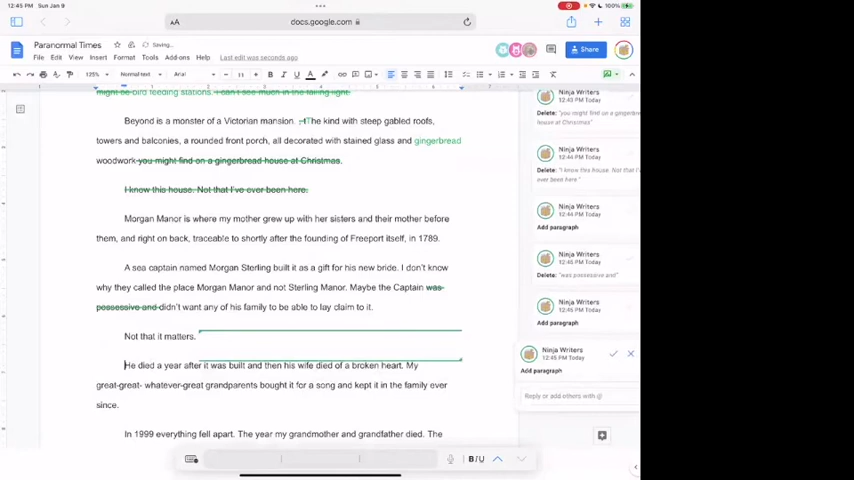 12:45 PM Sun Jan 9
100%
AA
docs.google.com
Paranormal Times
Saving...
File Edit View Insert Format Tools Add-ons Help Last edit was seconds ago
Share
125%
Normal text
Arial
11
B I U A
might be bird feeding stations. I can't see much in the failing light.
Beyond is a monster of a Victorian mansion , tThe kind with steep gabled roofs,
towers and balconies, a rounded front porch, all decorated with stained glass and gingerbread
woodwork you might find on a gingerbread house at Christmas.
I know this house. Not that I've ever been here.
Morgan Manor is where my mother grew up with her sisters and their mother before
them, and right on back, traceable to shortly after the founding of Freeport itself, in 1789.
A sea captain named Morgan Sterling built it as a gift for his new bride. I don't know
why they called the place Morgan Manor and not Sterling Manor. Maybe the Captain was
possessive and didn't want any of his family to be able to lay claim to it.
Not that it matters.
He died a year after it was built and then his wife died of a broken heart. My
great-great- whatever-great grandparents bought it for a song and kept it in the family ever
since.
In 1999 everything fell apart. The year my grandmother and grandfather died. The
Ninja Writers
12:43 PM Today
Delete: "you might find on a gingerbread
house at Christmas"
Ninja Writers
12:44 PM Today
Delete: "I know this house. Not that I've
ever been here."
Ninja Writers
12:44 PM Today
Add paragraph
Ninja Writers
12:45 PM Today
Delete: "was possessive and"
Ninja Writers
12:45 PM Today
Add paragraph
Ninja Writers
12:45 PM Today
Add paragraph
Reply or add others with @
B I U